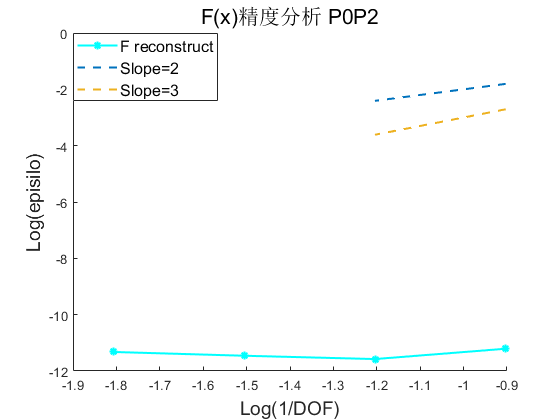 F(x)精度分析 P0P2
F reconstruct
Slope=2
Slope=3
Log(episilo)
0
-2
-4
-6
-8
-10
-12
-1.9 -1.8 -1.7 -1.6 -1.5 -1.4 -1.3 -1.2 -1.1 -1 -0.9
Log(1/DOF)